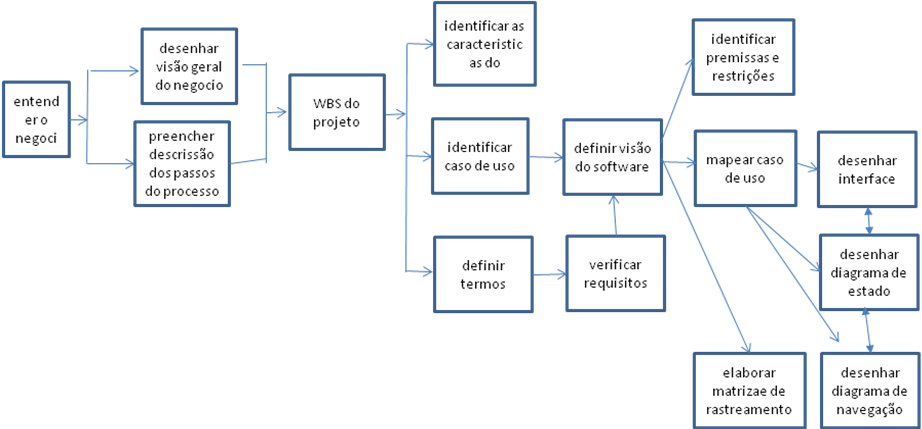 entend
er o
negoci
desenhar
visão geral
do negocio
preencher
descrissão
dos passos
do processo
WBS do
projeto
identificar as
caracteristic
as do
identificar
caso de uso
definir
termos
definir visão
do software
verificar
requisitos
identificar
premissas e
restrições
mapear caso
de uso
desenhar
interface
desenhar
diagrama de
estado
elaborar
matrizae de
rastreamento
desenhar
diagrama de
navegação